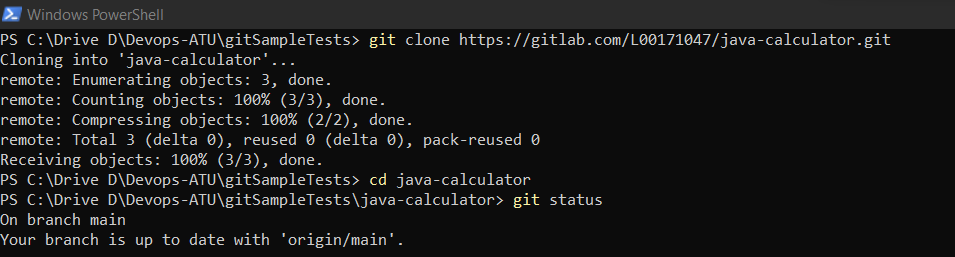 Windows PowerShell
PS C:\Drive D\Devops-ATU\gitSampleTests> git clone https://gitlab.com/L00171047/java-calculator.git
Cloning into 'java-calculator'...
remote: Enumerating objects: 3, done.
remote: Counting objects: 100% (3/3), done.
remote: Compressing objects: 100% (2/2), done.
remote: Total 3 (delta 0), reused 0 (delta 0), pack-reused 0
Receiving objects: 100% (3/3), done.
PS C:\Drive D\Devops-ATU\gitSampleTests> cd java-calculator
PS C:\Drive D\Devops-ATU\gitSampleTests\java-calculator> git status
On branch main
Your branch is up to date with 'origin/main'.